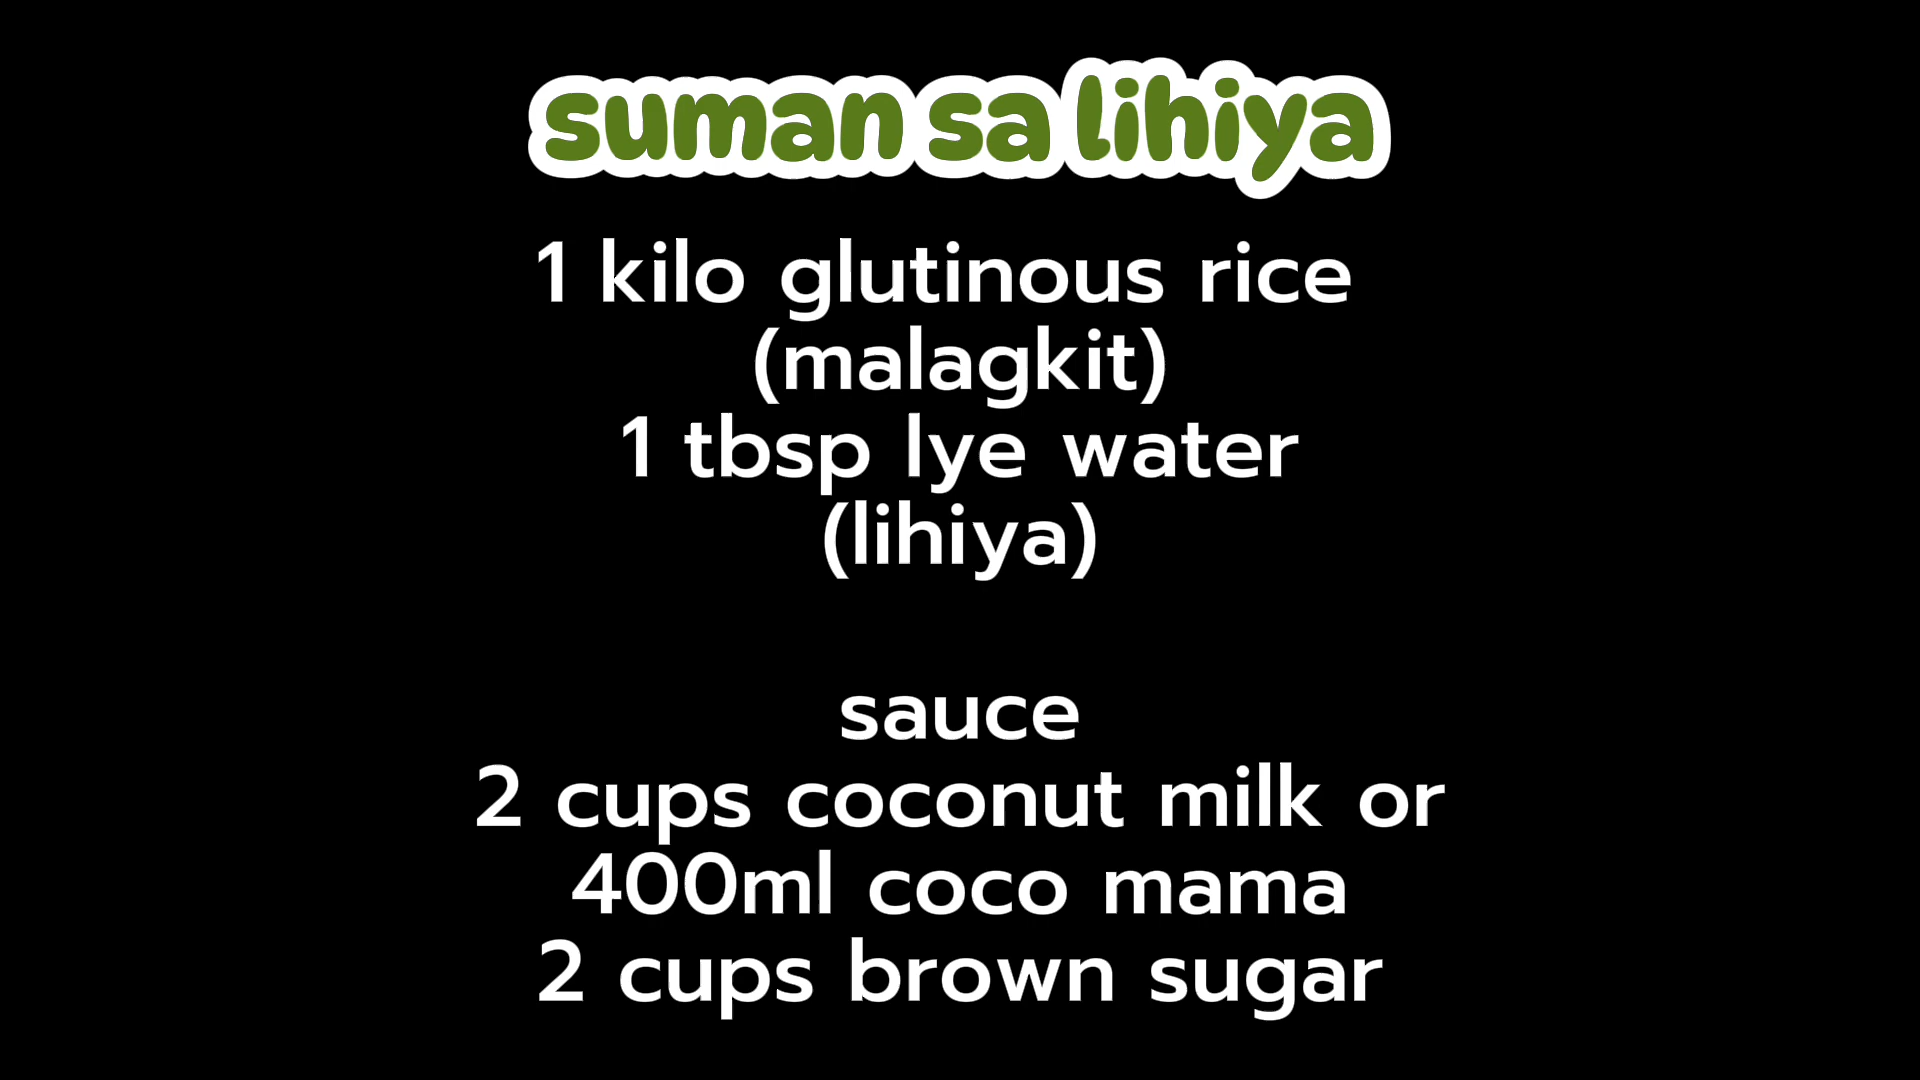 suman sa lihiya
1 kilo glutinous rice
(malagkit)
1 tbsp lye water
(lihiya)
sauce
2 cups coconut milk or
400ml coco mama
2 cups brown sugar